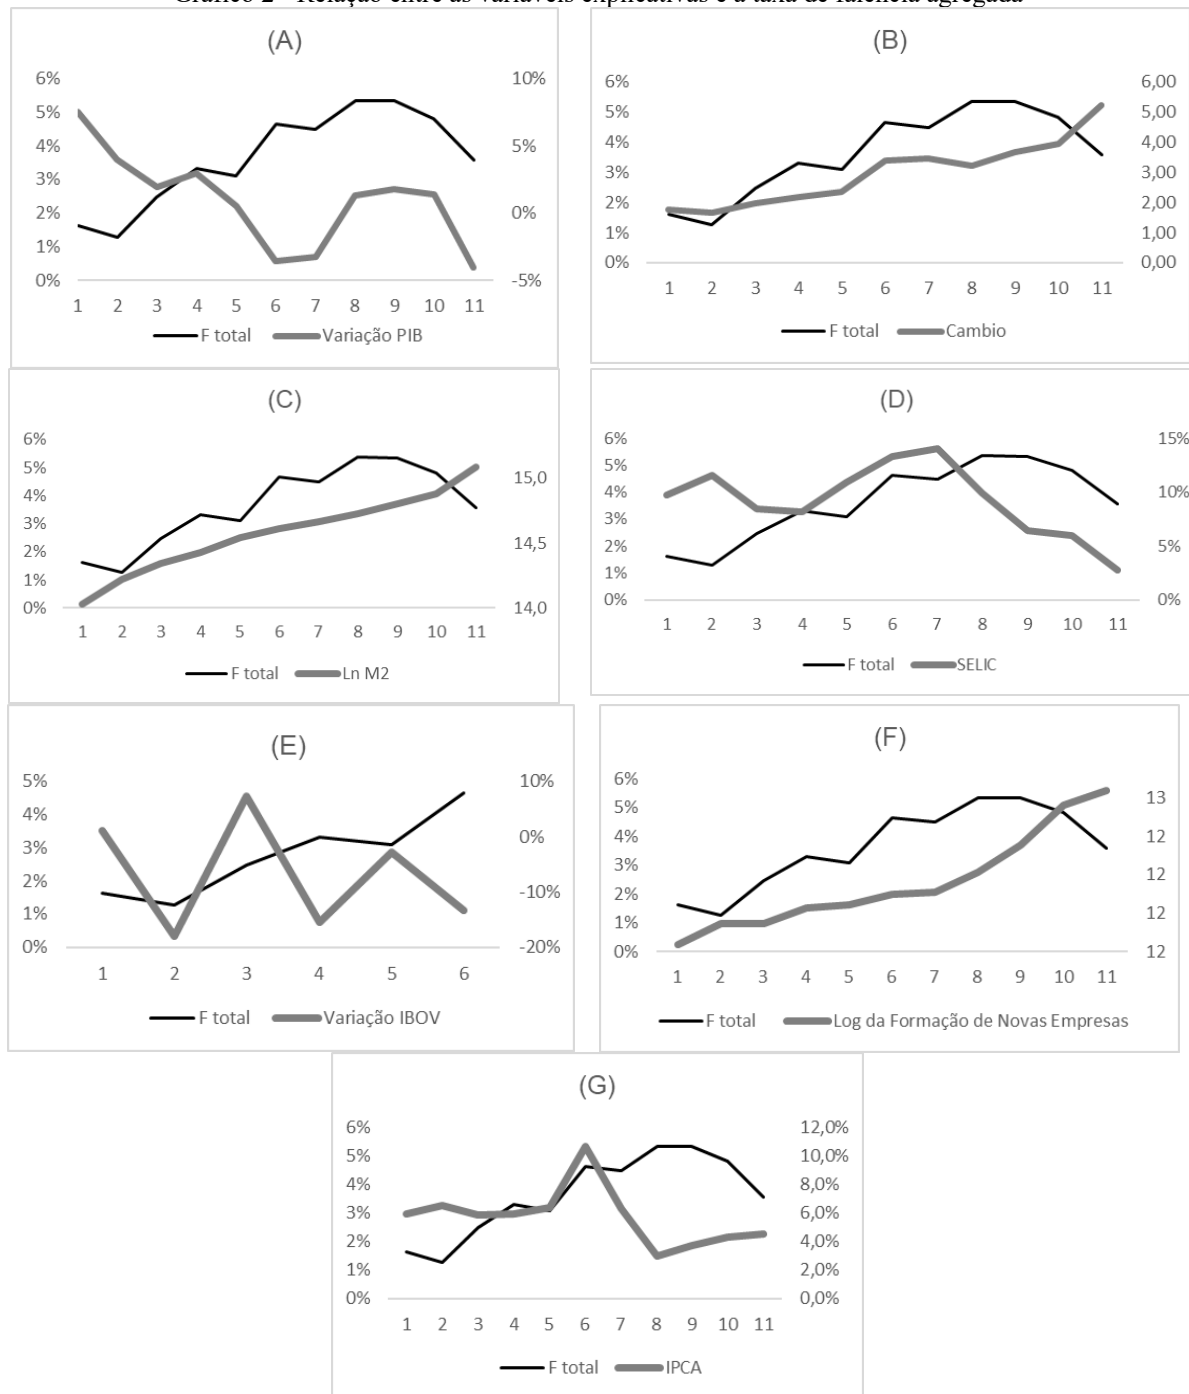 Gráfico 2 - Relação entre as variáveis explicativas e a taxa de falência agregada
(A)
6% 10%
5%
4% 5%
3%
2% 0%
1%
0% -5%
1 2 3 4 5 6 7 8 9 10 11
F total Variação PIB
(B)
6% 6,00
5% 5,00
4% 4,00
3% 3,00
2% 2,00
1% 1,00
0% 0,00
1 2 3 4 5 6 7 8 9 10 11
F total Cambio
(C)
6%
5% 15,0
4%
3%
2% 14,5
1%
0% 14,0
1 2 3 4 5 6 7 8 9 10 11
F total Ln M2
(D)
6% 15%
5%
4% 10%
3%
2% 5%
1%
0% 0%
1 2 3 4 5 6 7 8 9 10 11
F total SELIC
(E)
5% 10%
4%
3% 0%
2% -10%
1%
0% -20%
1 2 3 4 5 6
F total Variação IBOV
(F)
6% 13
5%
4% 12
3% 12
2%
1% 12
0% 12
1 2 3 4 5 6 7 8 9 10 11
F total Log da Formação de Novas Empresas
(G)
6% 12,0%
5% 10,0%
4% 8,0%
3% 6,0%
2% 4,0%
1% 2,0%
0% 0,0%
1 2 3 4 5 6 7 8 9 10 11
F total IPCA